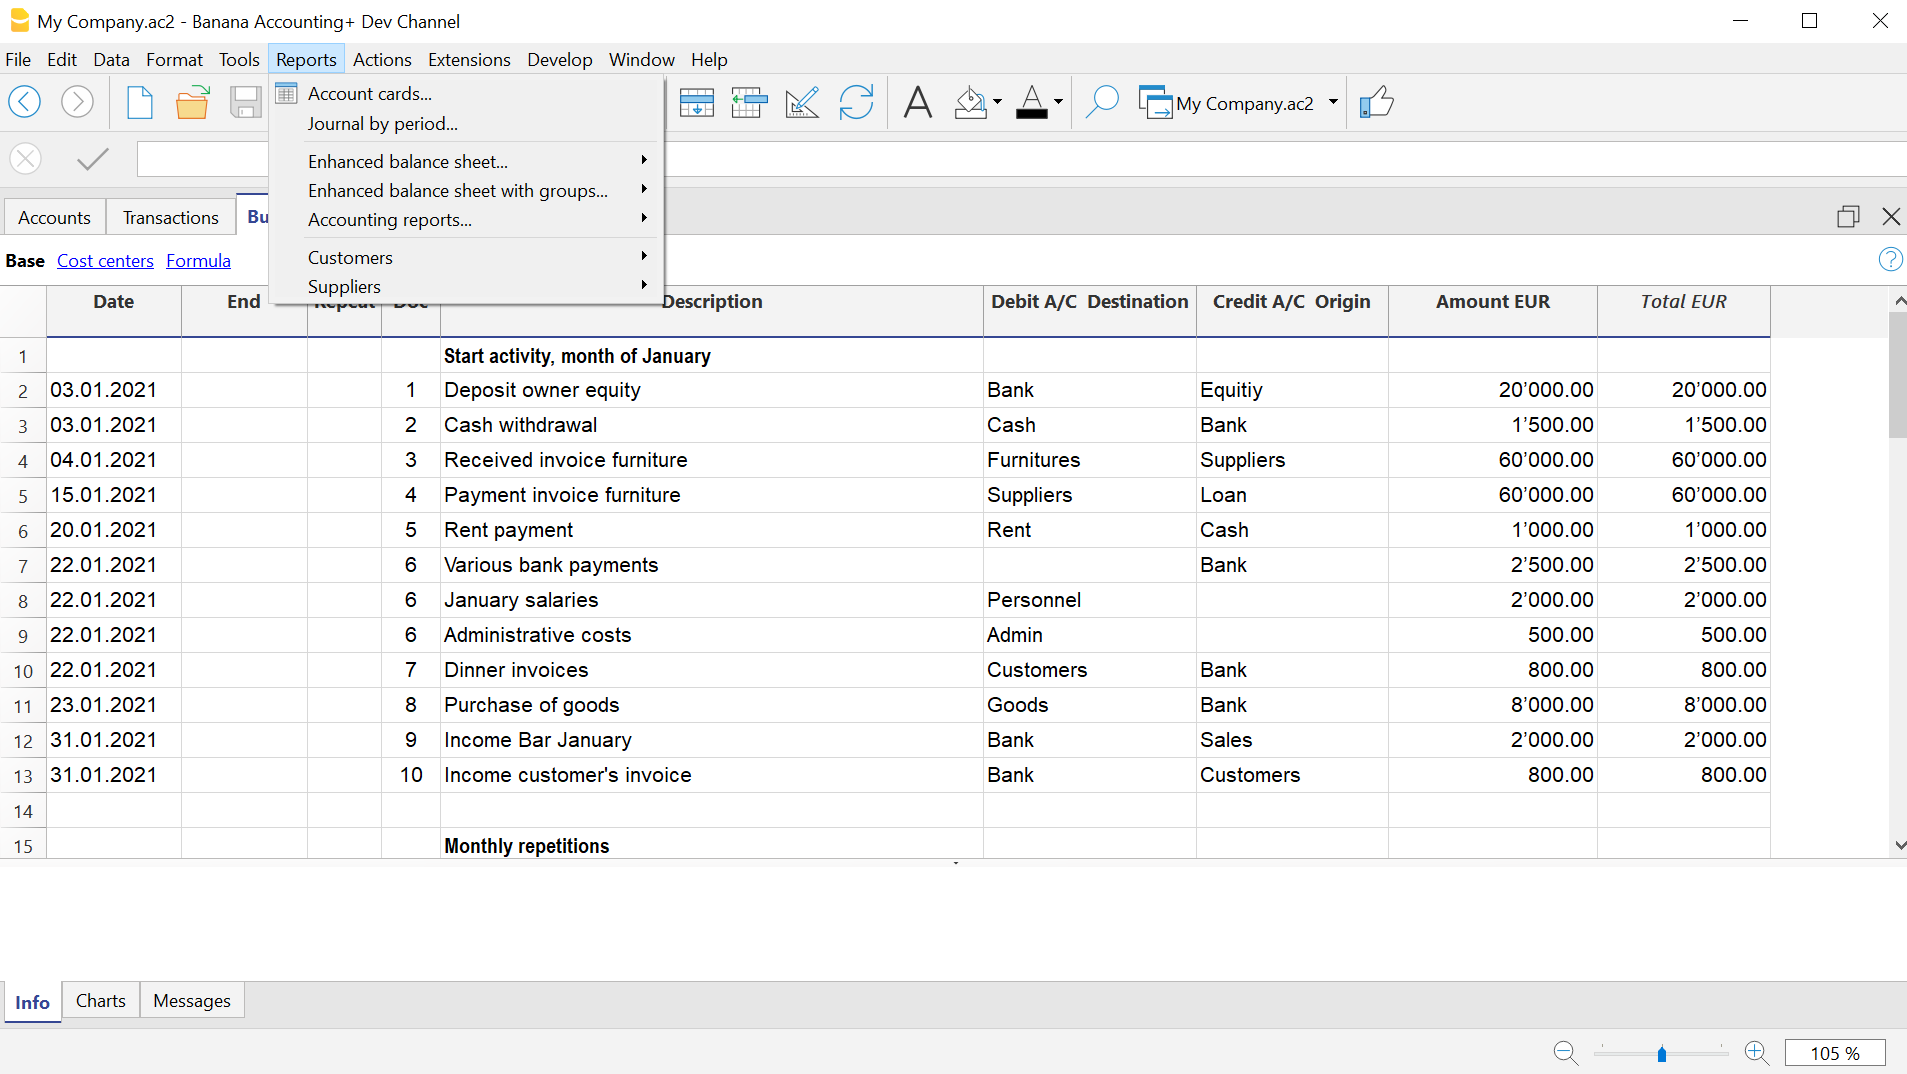 My Company.ac2 - Banana Accounting+ Dev Channel
File Edit Data Format Tools Reports Actions Extensions Develop Window Help
Account cards...
Journal by period...
Enhanced balance sheet...
Enhanced balance sheet with groups...
Accounting reports...
Customers
Suppliers
My Company.ac2
Accounts Transactions Bu
Base Cost centers Formula
Date End Repeat Doc Description Debit A/C Destination Credit A/C Origin Amount EUR Total EUR
1 Start activity, month of January
2 03.01.2021 1 Deposit owner equity Bank Equitiy 20’000.00 20’000.00
3 03.01.2021 2 Cash withdrawal Cash Bank 1’500.00 1’500.00
4 04.01.2021 3 Received invoice furniture Furnitures Suppliers 60’000.00 60’000.00
5 15.01.2021 4 Payment invoice furniture Suppliers Loan 60’000.00 60’000.00
6 20.01.2021 5 Rent payment Rent Cash 1’000.00 1’000.00
7 22.01.2021 6 Various bank payments Bank 2’500.00 2’500.00
8 22.01.2021 6 January salaries Personnel 2’000.00 2’000.00
9 22.01.2021 6 Administrative costs Admin 500.00 500.00
10 22.01.2021 7 Dinner invoices Customers Bank 800.00 800.00
11 23.01.2021 8 Purchase of goods Goods Bank 8’000.00 8’000.00
12 31.01.2021 9 Income Bar January Bank Sales 2’000.00 2’000.00
13 31.01.2021 10 Income customer's invoice Bank Customers 800.00 800.00
14
15 Monthly repetitions
Info Charts Messages
105 %